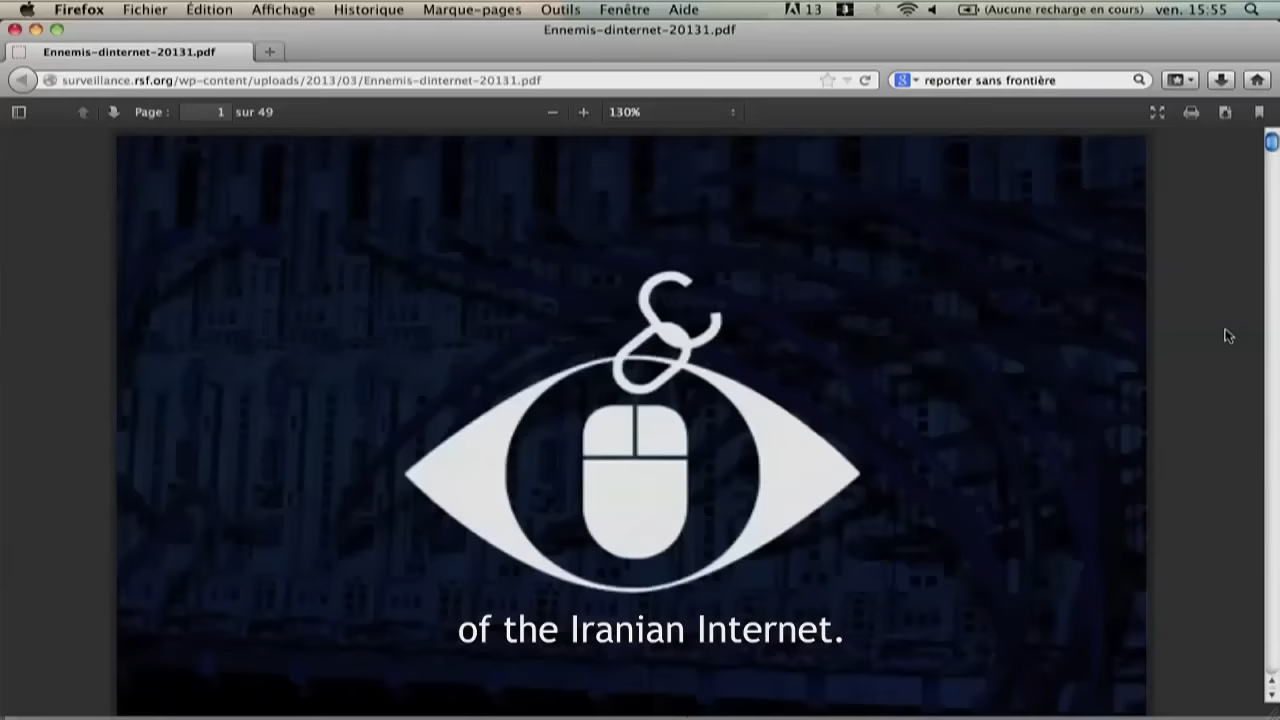 Firefox Fichier Édition Affichage Historique Marque-pages Outils Fenêtre Aide 13 (Aucune recharge en cours) ven. 15:55
Ennemis-dinternet-20131.pdf
Ennemis-dinternet-20131.pdf
surveillance.rsf.org/wp-content/uploads/2013/03/Ennemis-dinternet-20131.pdf reporter sans frontière
Page : 1 sur 49 130%
of the Iranian Internet.